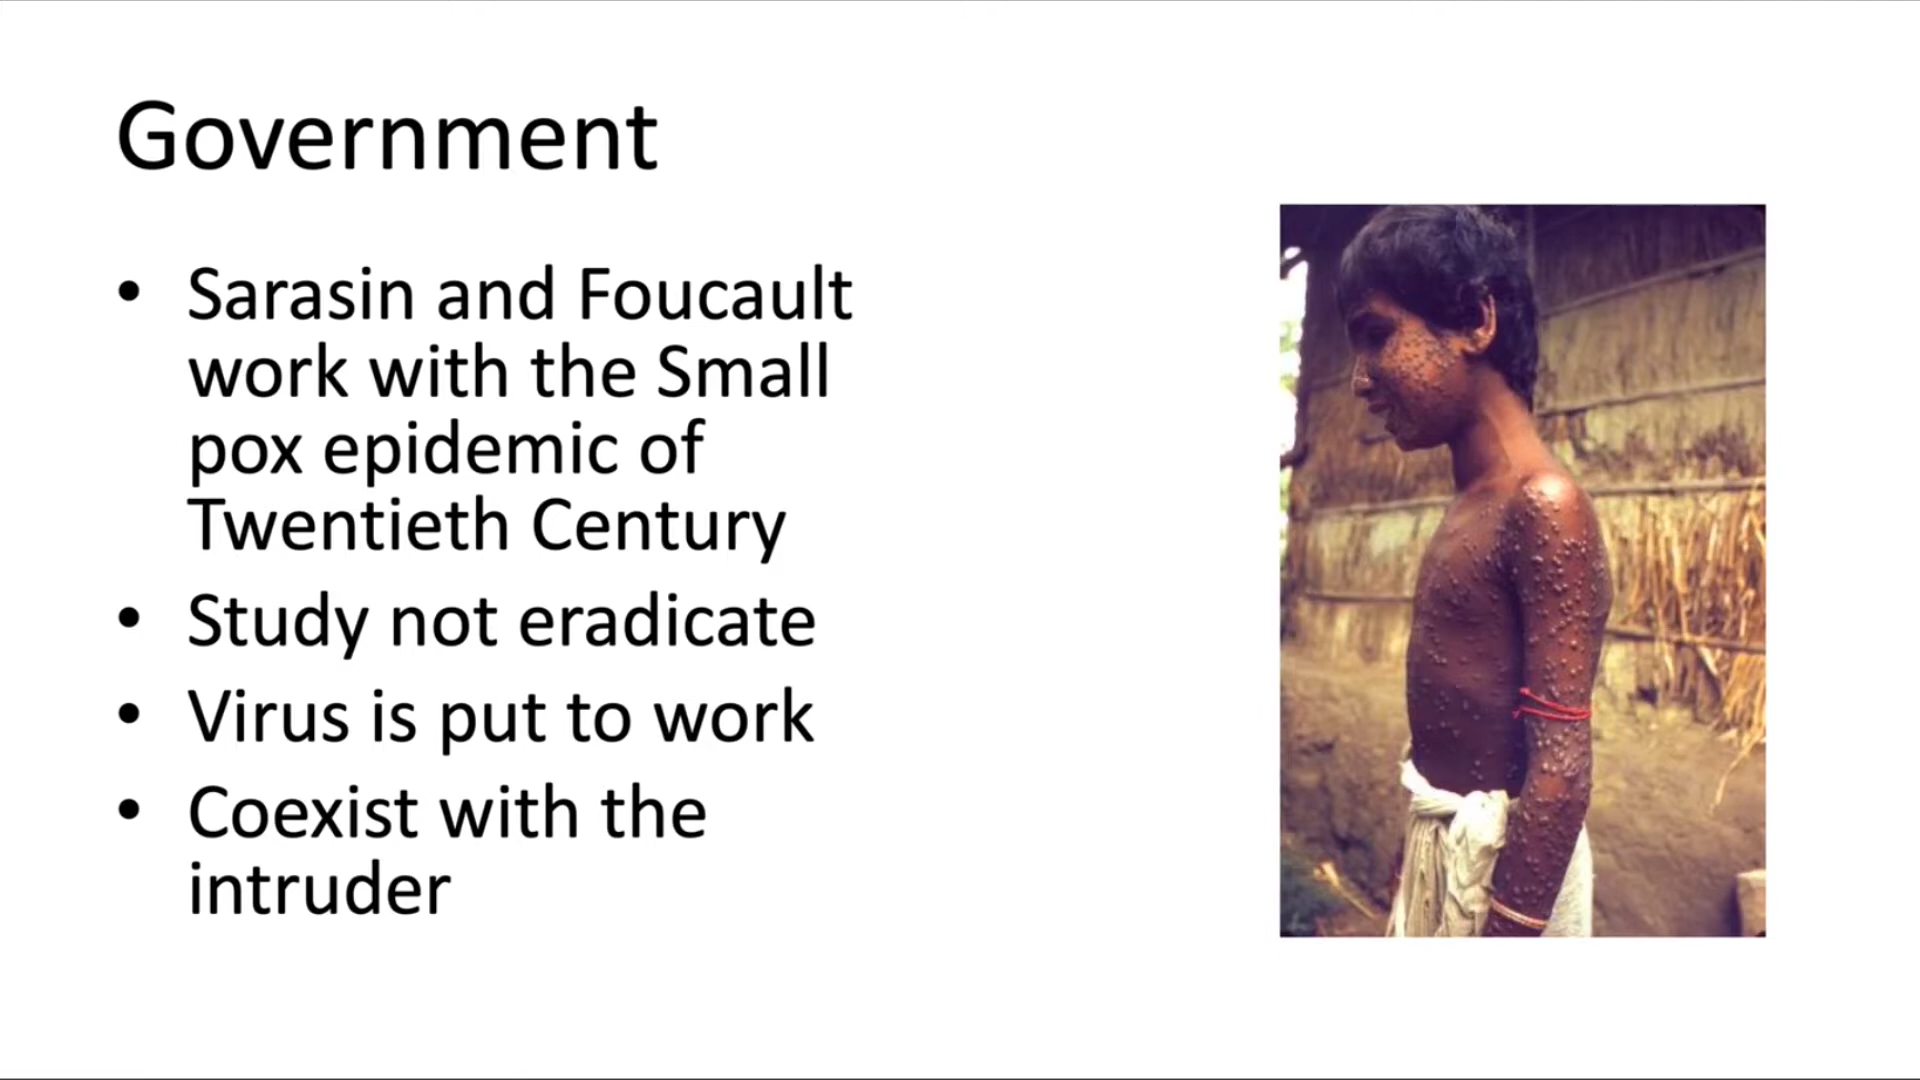 Government
• Sarasin and Foucault
work with the Small
pox epidemic of
Twentieth Century
• Study not eradicate
• Virus is put to work
• Coexist with the
intruder